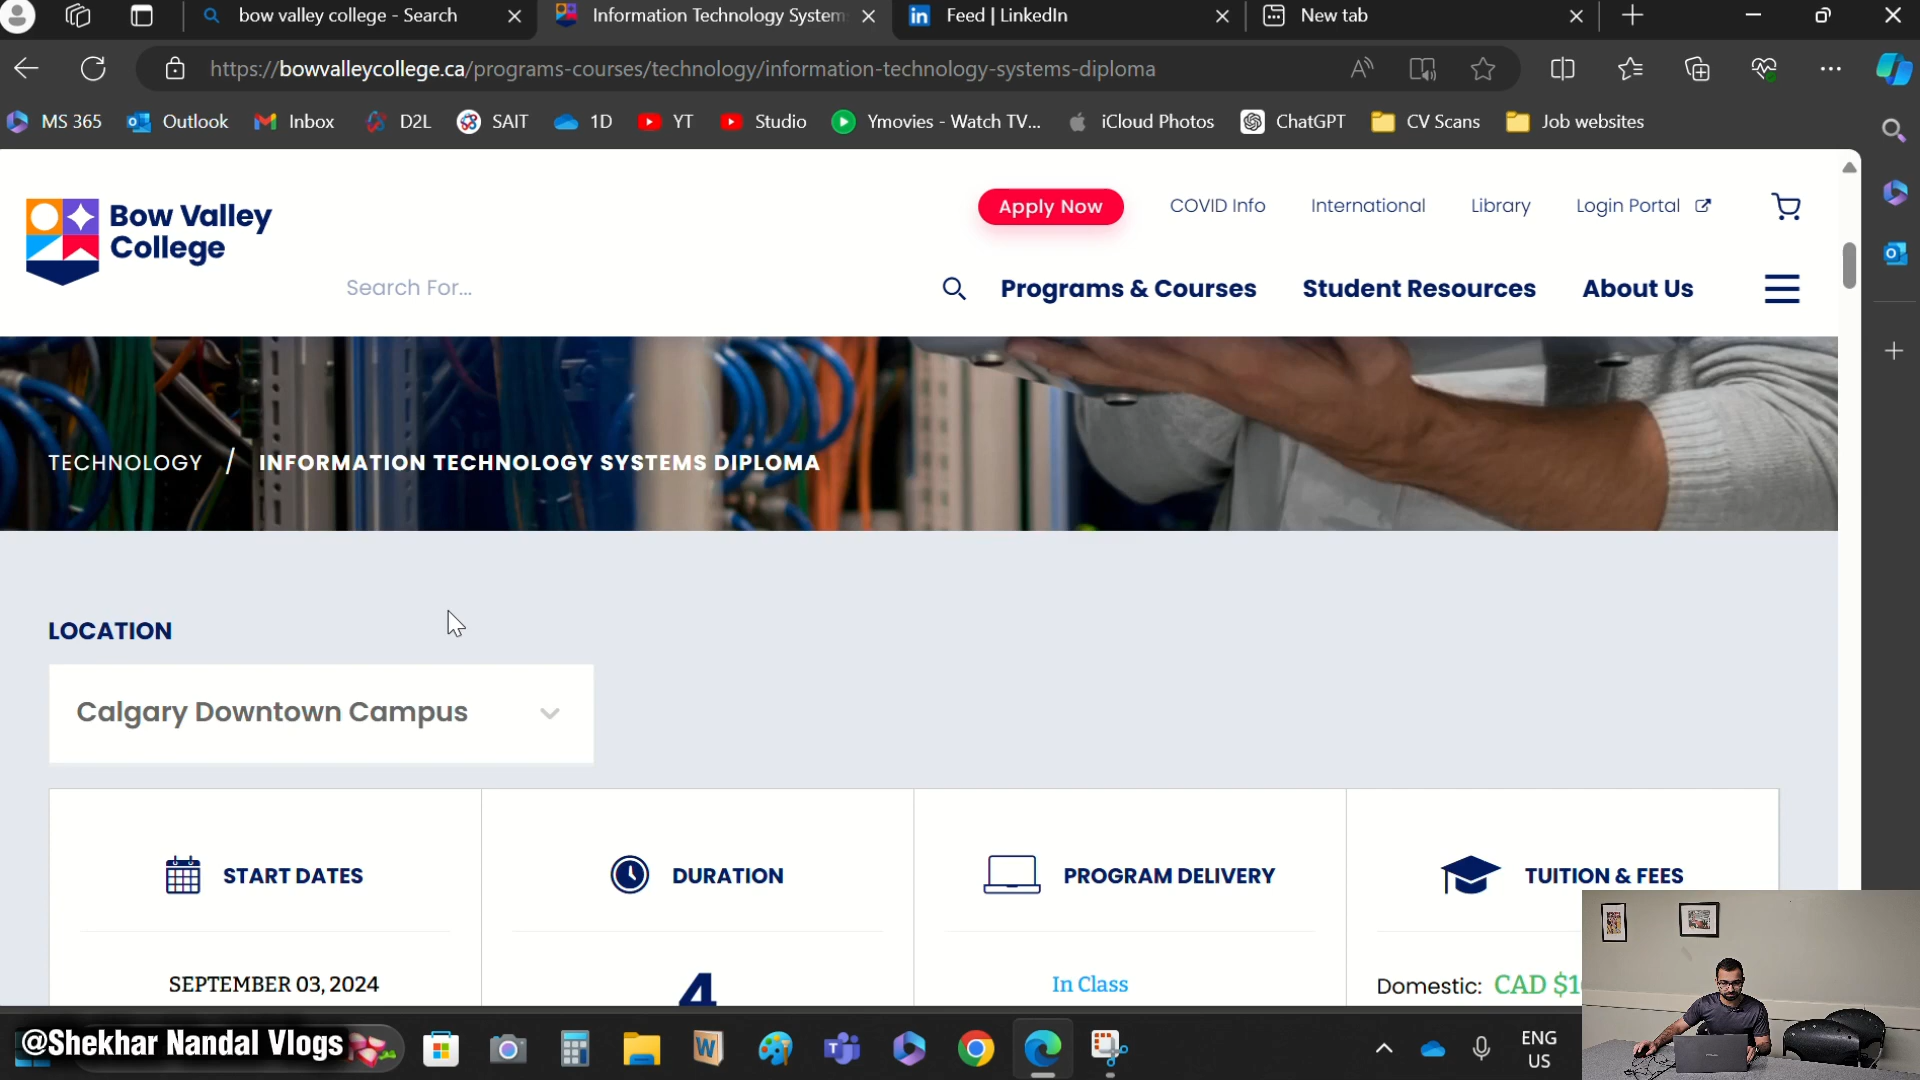 bow valley college - Search
Information Technology System
Feed | LinkedIn
New tab
https://bowvalleycollege.ca/programs-courses/technology/information-technology-systems-diploma
MS 365
Outlook
Inbox
D2L
SAIT
1D
YT
Studio
Ymovies - Watch TV...
iCloud Photos
ChatGPT
CV Scans
Job websites
Bow Valley
College
Apply Now
COVID Info
International
Library
Login Portal
Search For...
Programs & Courses
Student Resources
About Us
TECHNOLOGY / INFORMATION TECHNOLOGY SYSTEMS DIPLOMA
LOCATION
Calgary Downtown Campus
START DATES
DURATION
PROGRAM DELIVERY
TUITION & FEES
SEPTEMBER 03, 2024
4
In Class
Domestic: CAD $1
@Shekhar Nandal Vlogs
ENG
US